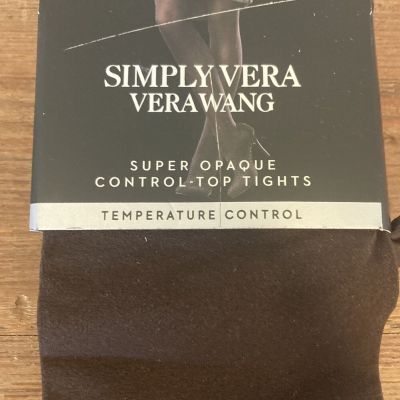 SIMPLY VERA
VERA WANG
SUPER OPAQUE
CONTROL-TOP TIGHTS
TEMPERATURE CONTROL